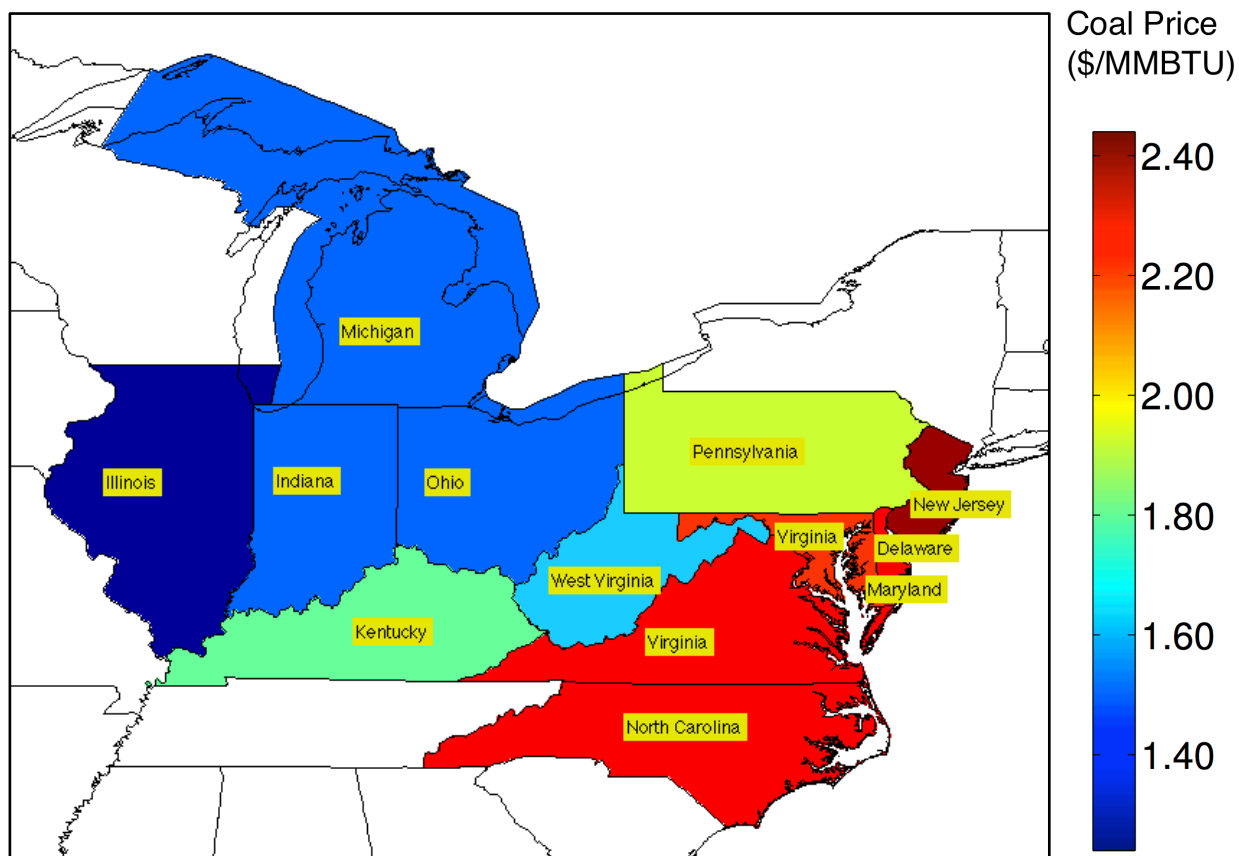 Coal Price
($/MMBTU)
2.40
2.20
2.00
1.80
1.60
1.40
Michigan
Illinois
Indiana
Ohio
Pennsylvania
New Jersey
Virginia
Delaware
West Virginia
Maryland
Kentucky
Virginia
North Carolina